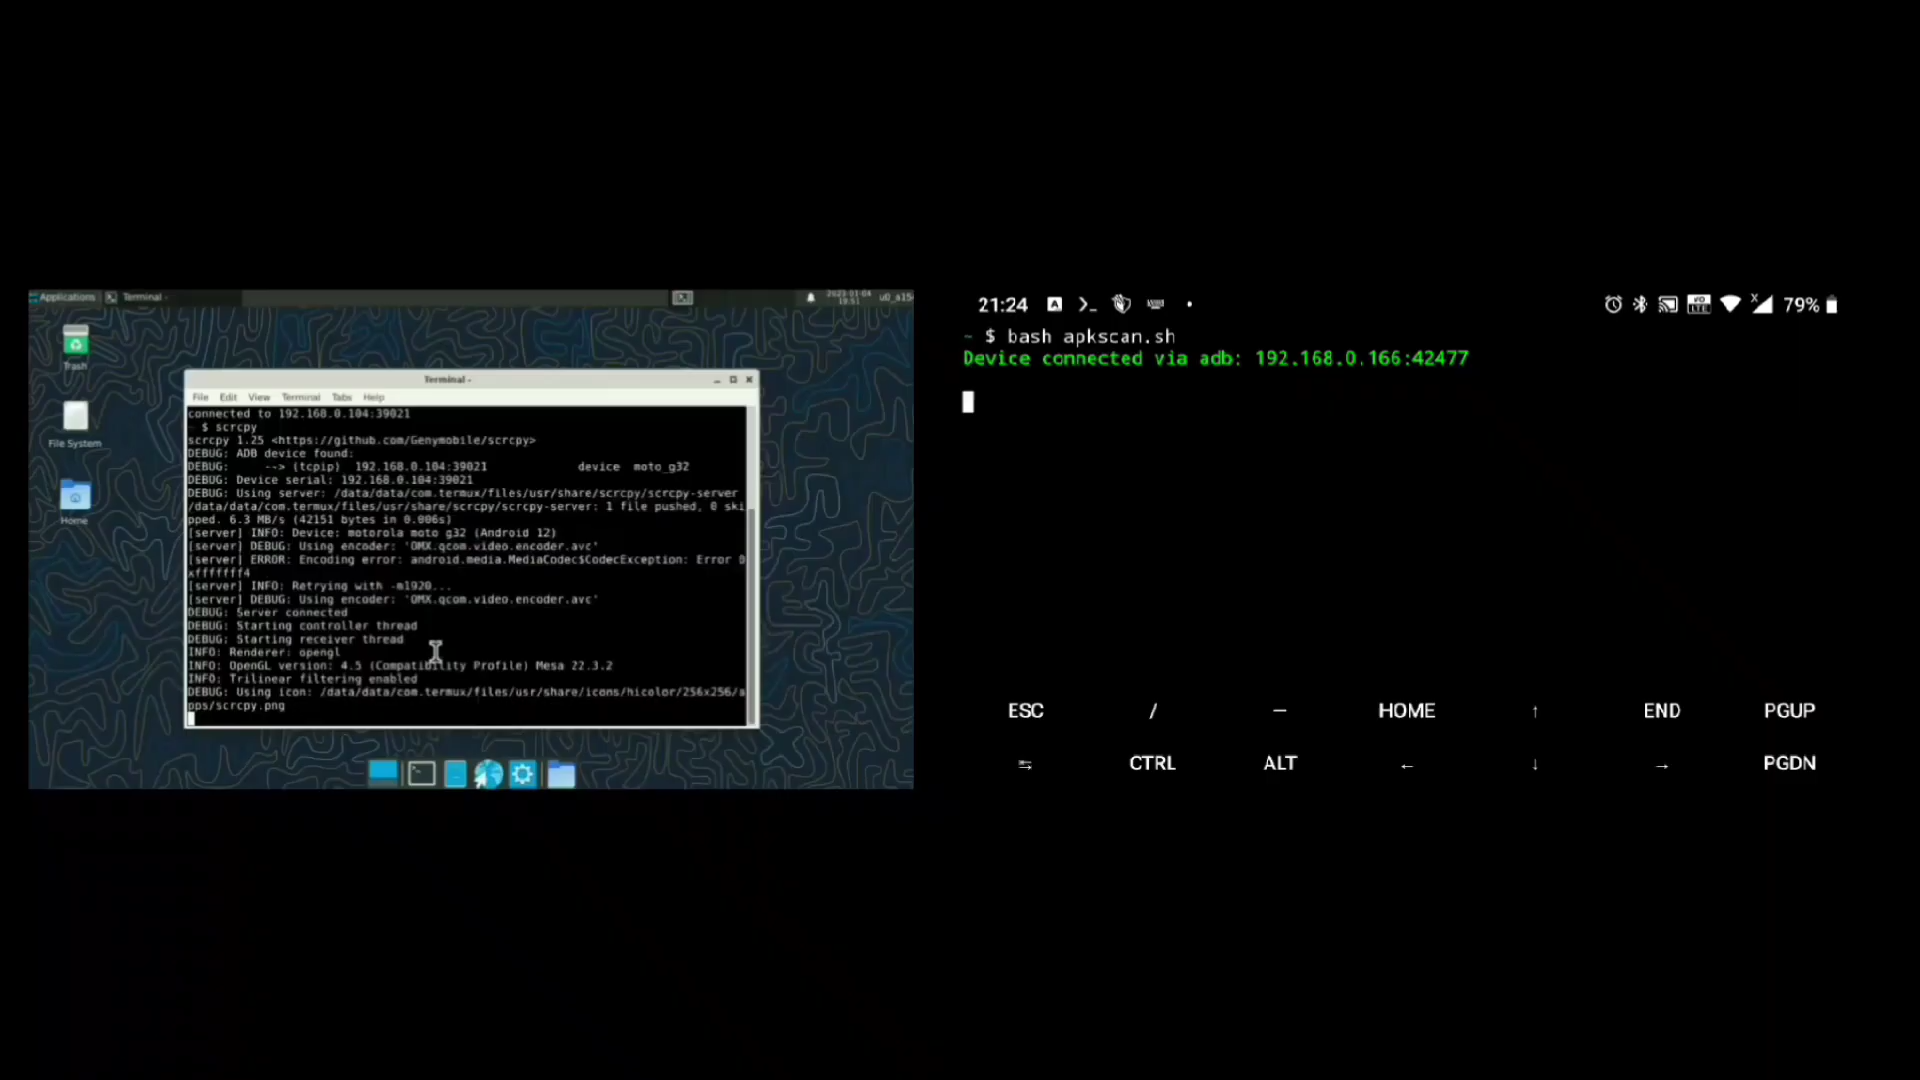 Applications
Terminal -
2023-01-04
19:51
u0_a15
Trash
File System
Home
Terminal -
File Edit View Terminal Tabs Help
connected to 192.168.0.104:39021
$ scrcpy
scrcpy 1.25 <https://github.com/Genymobile/scrcpy>
DEBUG: ADB device found:
DEBUG:     --> (tcpip)  192.168.0.104:39021             device  moto_g32
DEBUG: Device serial: 192.168.0.104:39021
DEBUG: Using server: /data/data/com.termux/files/usr/share/scrcpy/scrcpy-server
/data/data/com.termux/files/usr/share/scrcpy/scrcpy-server: 1 file pushed, 0 ski
pped. 6.3 MB/s (42151 bytes in 0.006s)
[server] INFO: Device: motorola moto g32 (Android 12)
[server] DEBUG: Using encoder: 'OMX.qcom.video.encoder.avc'
[server] ERROR: Encoding error: android.media.MediaCodec$CodecException: Error 0
xfffffff4
[server] INFO: Retrying with -m1920...
[server] DEBUG: Using encoder: 'OMX.qcom.video.encoder.avc'
DEBUG: Server connected
DEBUG: Starting controller thread
DEBUG: Starting receiver thread
INFO: Renderer: opengl
INFO: OpenGL version: 4.5 (Compatibility Profile) Mesa 22.3.2
INFO: Trilinear filtering enabled
DEBUG: Using icon: /data/data/com.termux/files/usr/share/icons/hicolor/256x256/a
pps/scrcpy.png
21:24
79%
~ $ bash apkscan.sh
Device connected via adb: 192.168.0.166:42477
ESC / — HOME ↑ END PGUP
⇆ CTRL ALT ← ↓ → PGDN